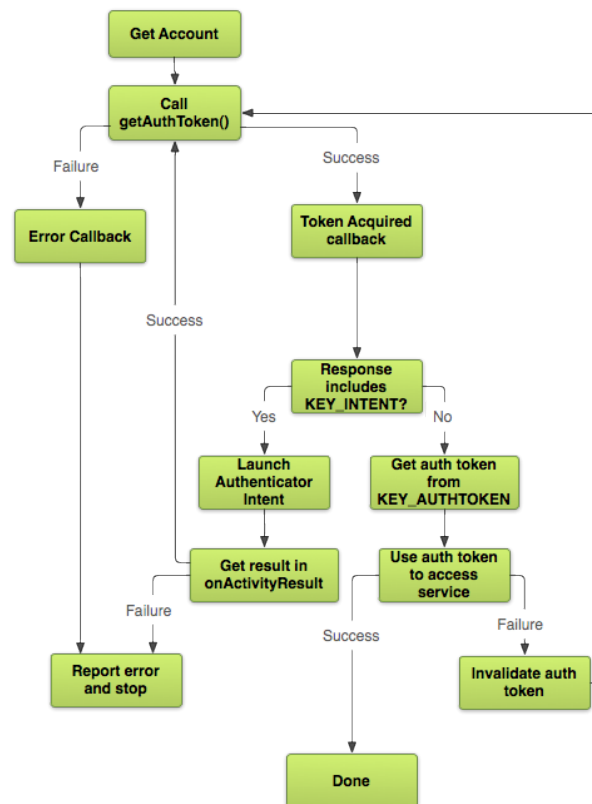 Get Account
Call
getAuthToken()
Failure
Success
Error Callback
Token Acquired
callback
Success
Response
includes
KEY_INTENT?
Yes
No
Launch
Authenticator
Intent
Get auth token
from
KEY_AUTHTOKEN
Get result in
onActivityResult
Use auth token
to access
service
Failure
Success
Failure
Report error
and stop
Invalidate auth
token
Done